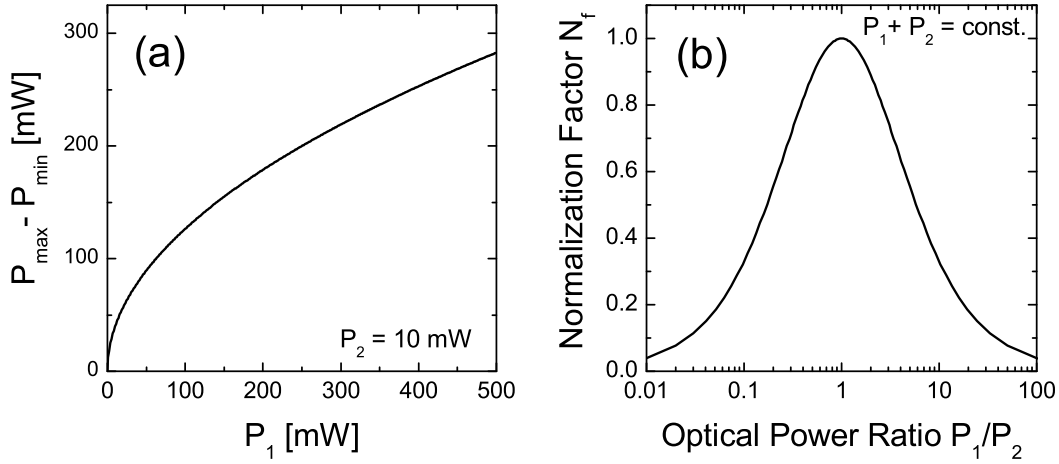 (a)
P_max - P_min [mW]
300
200
100
0
P_2 = 10 mW
0 100 200 300 400 500
P_1 [mW]
(b)
P_1+ P_2 = const.
Normalization Factor N_f
1.0
0.8
0.6
0.4
0.2
0.0
0.01 0.1 1 10 100
Optical Power Ratio P_1/P_2